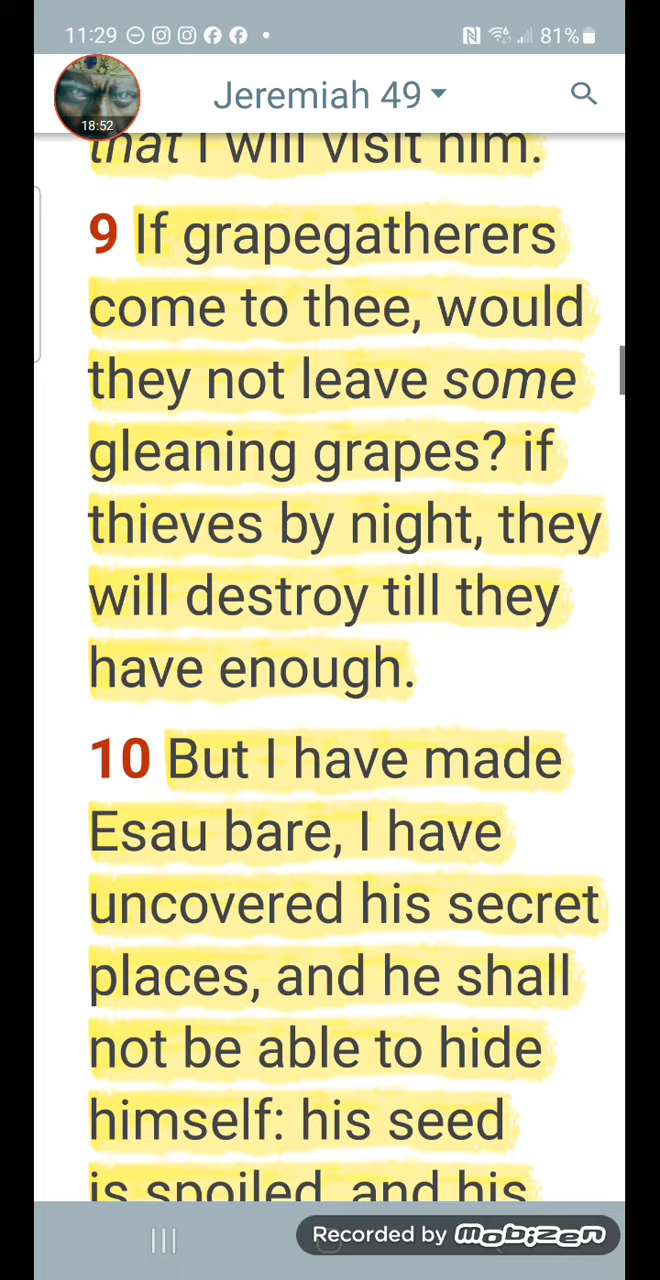 11:29 81%
Jeremiah 49
18:52
that I will visit him.
9 If grapegatherers
come to thee, would
they not leave some
gleaning grapes? if
thieves by night, they
will destroy till they
have enough.
10 But I have made
Esau bare, I have
uncovered his secret
places, and he shall
not be able to hide
himself: his seed
is spoiled, and his
Recorded by mobizen